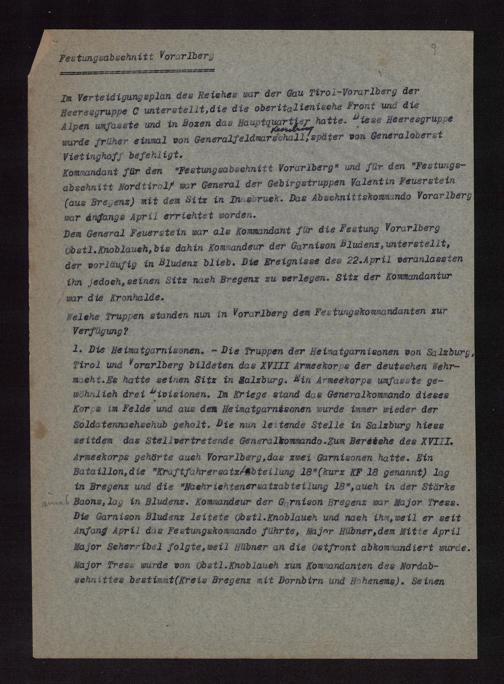 9
Festungsabschnitt Vorarlberg
Im Verteidigungsplan des Reiches war der Gau Tirol-Vorarlberg der
Heeresgruppe C unterstellt,die die oberitalienische Front und die
Alpen umfasste und in Bozen das Hauptquartier hatte. Diese Heeresgruppe
Kesselring
wurde früher einmal von Generalfeldmarschall,später von Generaloberst
Vietinghoff befehligt.
Kommandant für den "Festungsabschnitt Vorarlberg" und für den "Festungs-
abschnitt Nordtirol" war General der Gebirgstruppen Valentin Feuerstein
(aus Bregenz) mit dem Sitz in Innsbruck. Das Abschnittskommando Vorarlberg
war anfangs April errichtet worden.
Dem General Feuerstein war als Kommandant für die Festung Vorarlberg
Obstl.Knoblauch,bis dahin Kommandeur der Garnison Bludenz,unterstellt,
der vorläufig in Bludenz blieb. Die Ereignisse des 22.April veranlassten
ihn jedoch,seinen Sitz nach Bregenz zu verlegen. Sitz der Kommandantur
war die Kronhalde.
Welche Truppen standen nun in Vorarlberg dem Festungskommandanten zur
Verfügung?
1. Die Heimatgarnisonen. - Die Truppen der Heimatgarnisonen von Salzburg,
Tirol und Vorarlberg bildeten das XVIII Armeekorps der deutschen Wehr-
macht.Es hatte seinen Sitz in Salzburg. Ein Armeekorps umfasste ge-
wöhnlich drei Divisionen. Im Kriege stand das Generalkommando dieses
Korps im Felde und aus dem Heimatgarnisonen wurde immer wieder der
Soldatennachschub geholt. Die nun leitende Stelle in Salzburg hiess
seitdem das Stellvertretende Generalkommando.Zum Bereiche des XVIII.
Armeekorps gehörte auch Vorarlberg,das zwei Garnisonen hatte. Ein
Bataillon,die "Kraftfahrersatz/Abteilung 18"(kurz KF 18 genannt) lag
in Bregenz und die "Nachrichtenersatzabteilung 18",auch in der Stärke
Baons,lag in Bludenz. Kommandeur der Garnison Bregenz war Major Tress.
Die Garnison Bludenz leitete Obstl.Knoblauch und nach ihm,weil er seit
Anfang April das Festungskommando führte, Major Hübner,dem Mitte April
Major Scherribel folgte,weil Hübner an die Ostfront abkommandiert wurde.
Major Tress wurde von Obstl.Knoblauch zum Kommandanten des Nordab-
schnittes bestimmt(Kreis Bregenz mit Dornbirn und Hohenems). Seinen